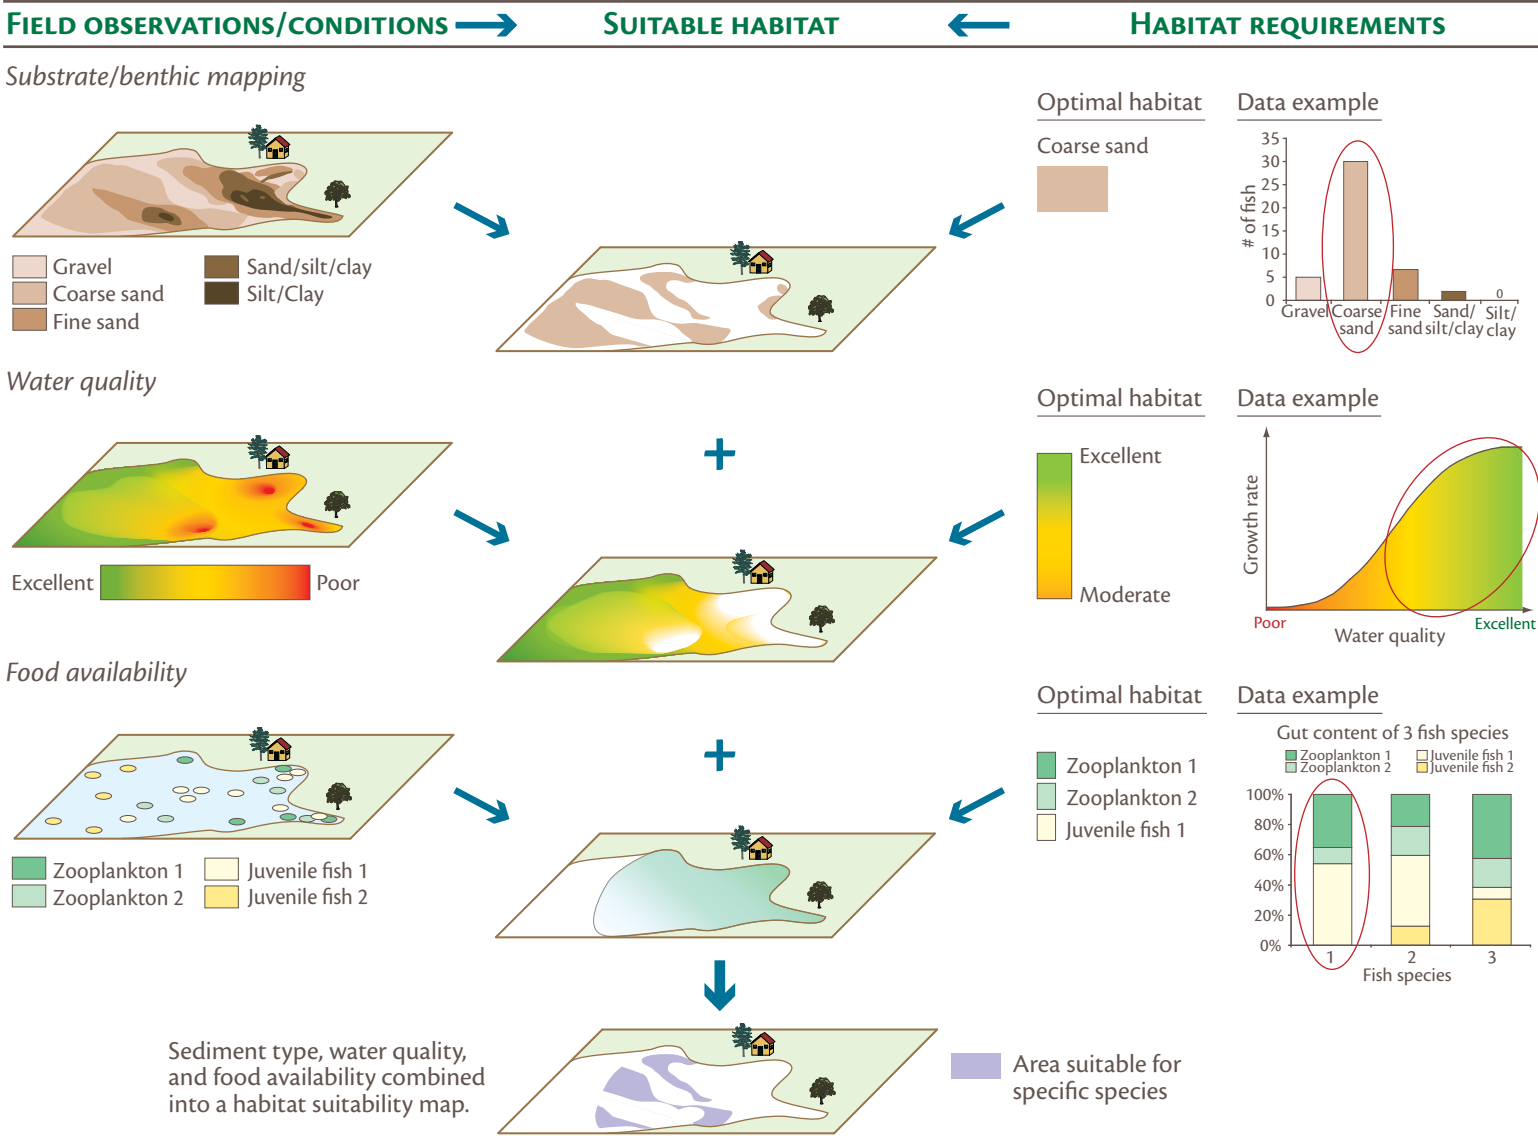 FIELD OBSERVATIONS/CONDITIONS
SUITABLE HABITAT
HABITAT REQUIREMENTS
Substrate/benthic mapping
Gravel
Coarse sand
Fine sand
Sand/silt/clay
Silt/Clay
Optimal habitat
Coarse sand
Data example
# of fish
35
30
25
20
15
10
5
0
0
Gravel
Coarse
sand
Fine
sand
Sand/
silt/clay
Silt/
clay
Water quality
Excellent
Poor
+
Optimal habitat
Excellent
Moderate
Data example
Growth rate
Poor
Excellent
Water quality
Food availability
Zooplankton 1
Zooplankton 2
Juvenile fish 1
Juvenile fish 2
+
Optimal habitat
Zooplankton 1
Zooplankton 2
Juvenile fish 1
Data example
Gut content of 3 fish species
Zooplankton 1
Zooplankton 2
Juvenile fish 1
Juvenile fish 2
100%
80%
60%
40%
20%
0%
1
2
3
Fish species
Sediment type, water quality,
and food availability combined
into a habitat suitability map.
Area suitable for
specific species